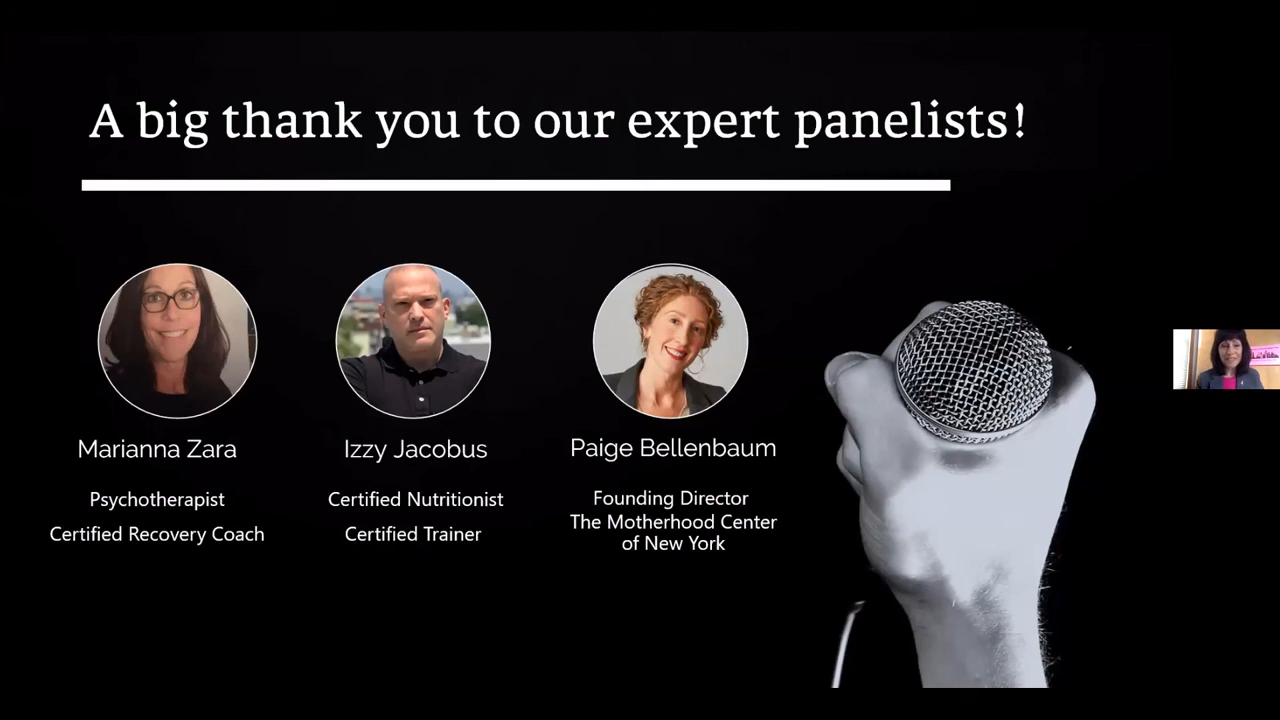 A big thank you to our expert panelists!
Marianna Zara
Psychotherapist
Certified Recovery Coach
Izzy Jacobus
Certified Nutritionist
Certified Trainer
Paige Bellenbaum
Founding Director
The Motherhood Center
of New York